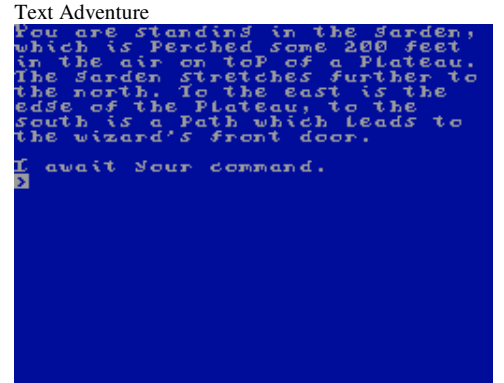 Text Adventure
You are standing in the garden,
which is Perched some 200 feet
in the air on top of a Plateau.
The garden stretches further to
the north. To the east is the
edge of the Plateau, to the
south is a Path which leads to
the wizard's front door.
I await your command.
>